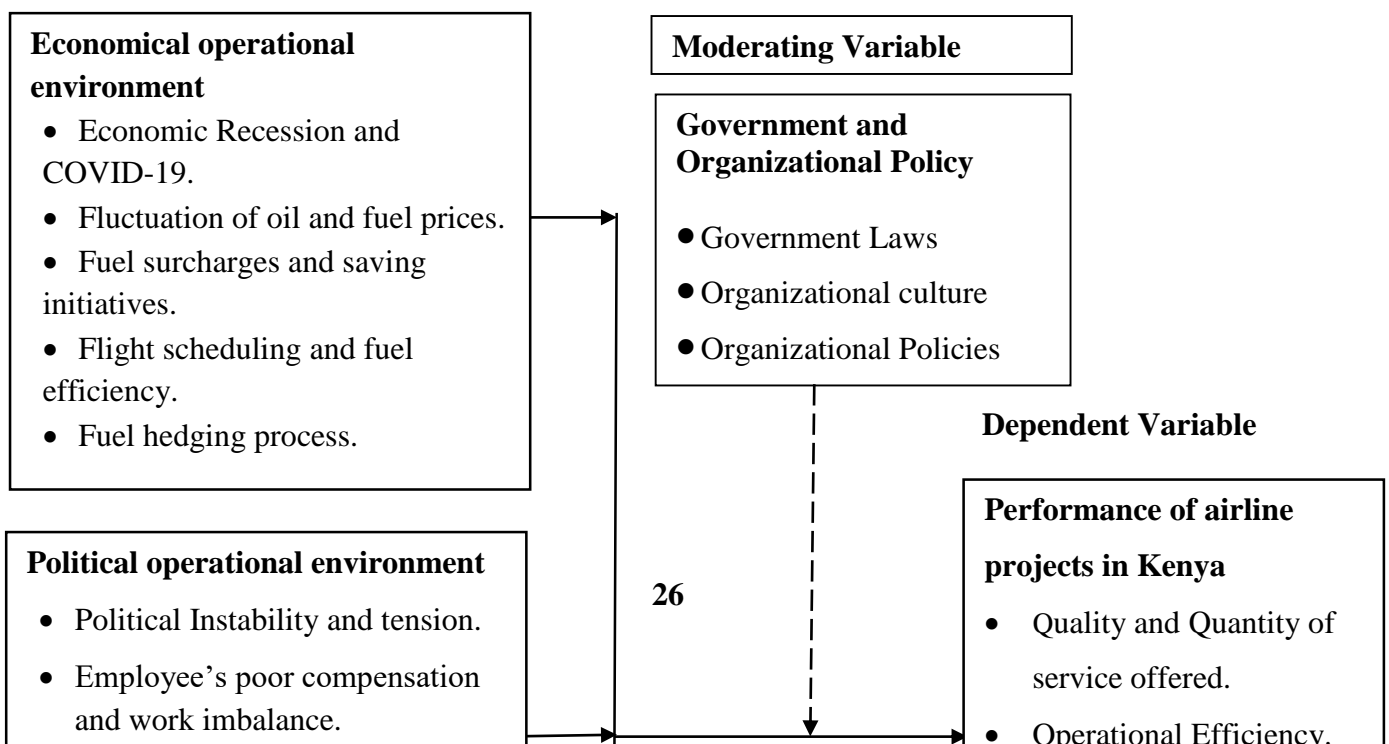 Economical operational
environment
• Economic Recession and
COVID-19.
• Fluctuation of oil and fuel prices.
• Fuel surcharges and saving
initiatives.
• Flight scheduling and fuel
efficiency.
• Fuel hedging process.
Moderating Variable
Government and
Organizational Policy
• Government Laws
• Organizational culture
• Organizational Policies
Dependent Variable
Political operational environment
• Political Instability and tension.
• Employee’s poor compensation
and work imbalance.
26
Performance of airline
projects in Kenya
• Quality and Quantity of
service offered.
• Operational Efficiency.